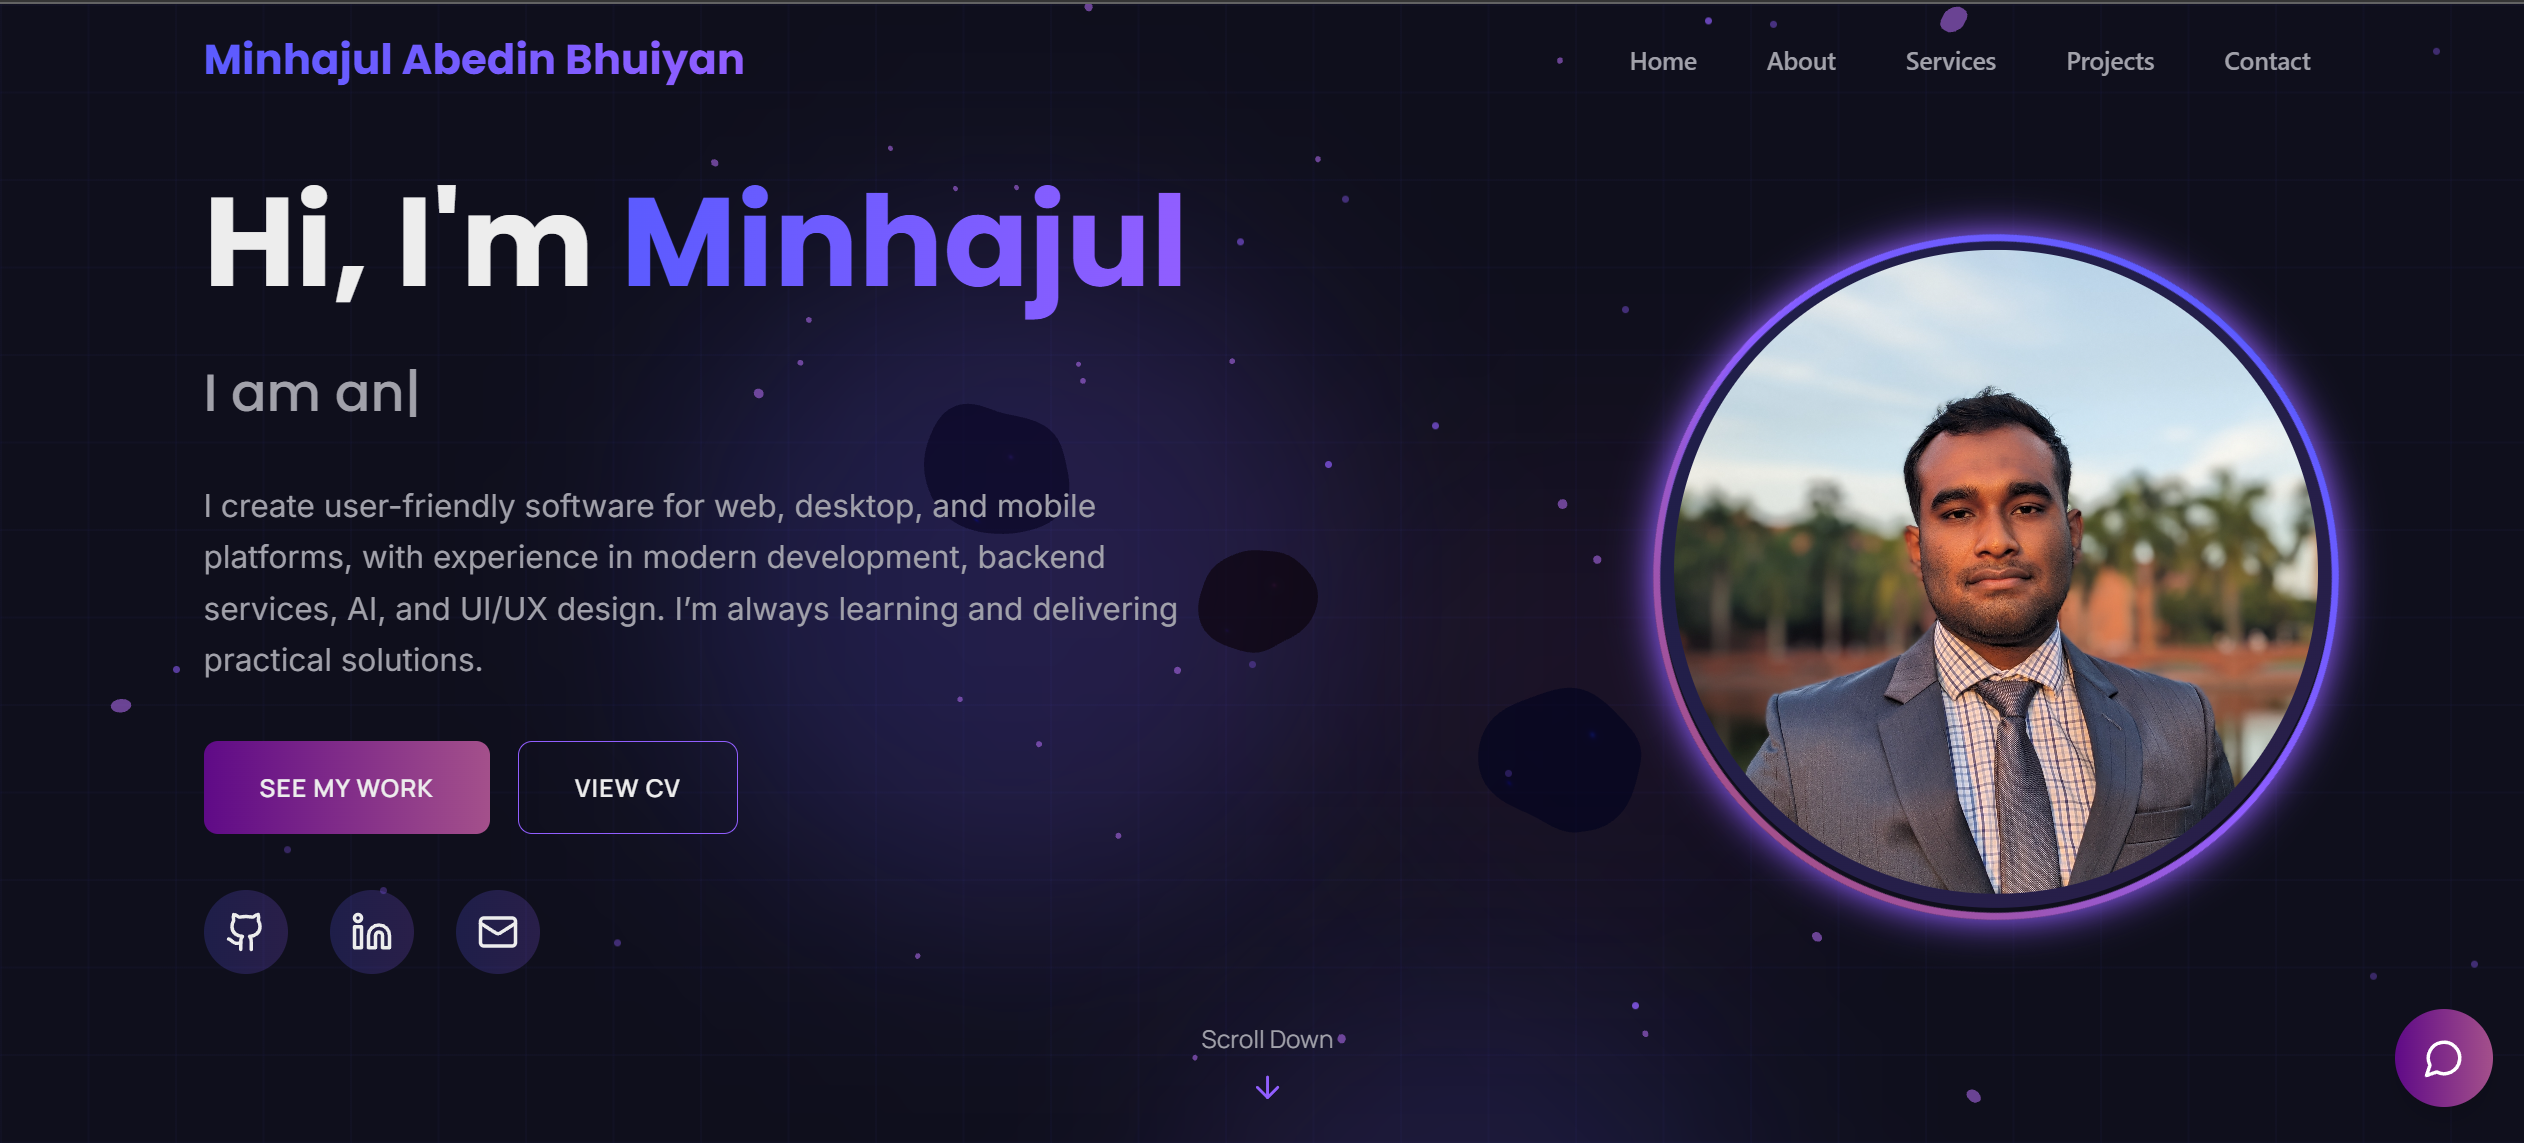 Minhajul Abedin Bhuiyan
Home About Services Projects Contact
Hi, I'm Minhajul
I am an|
I create user-friendly software for web, desktop, and mobile
platforms, with experience in modern development, backend
services, AI, and UI/UX design. I’m always learning and delivering
practical solutions.
SEE MY WORK VIEW CV
Scroll Down